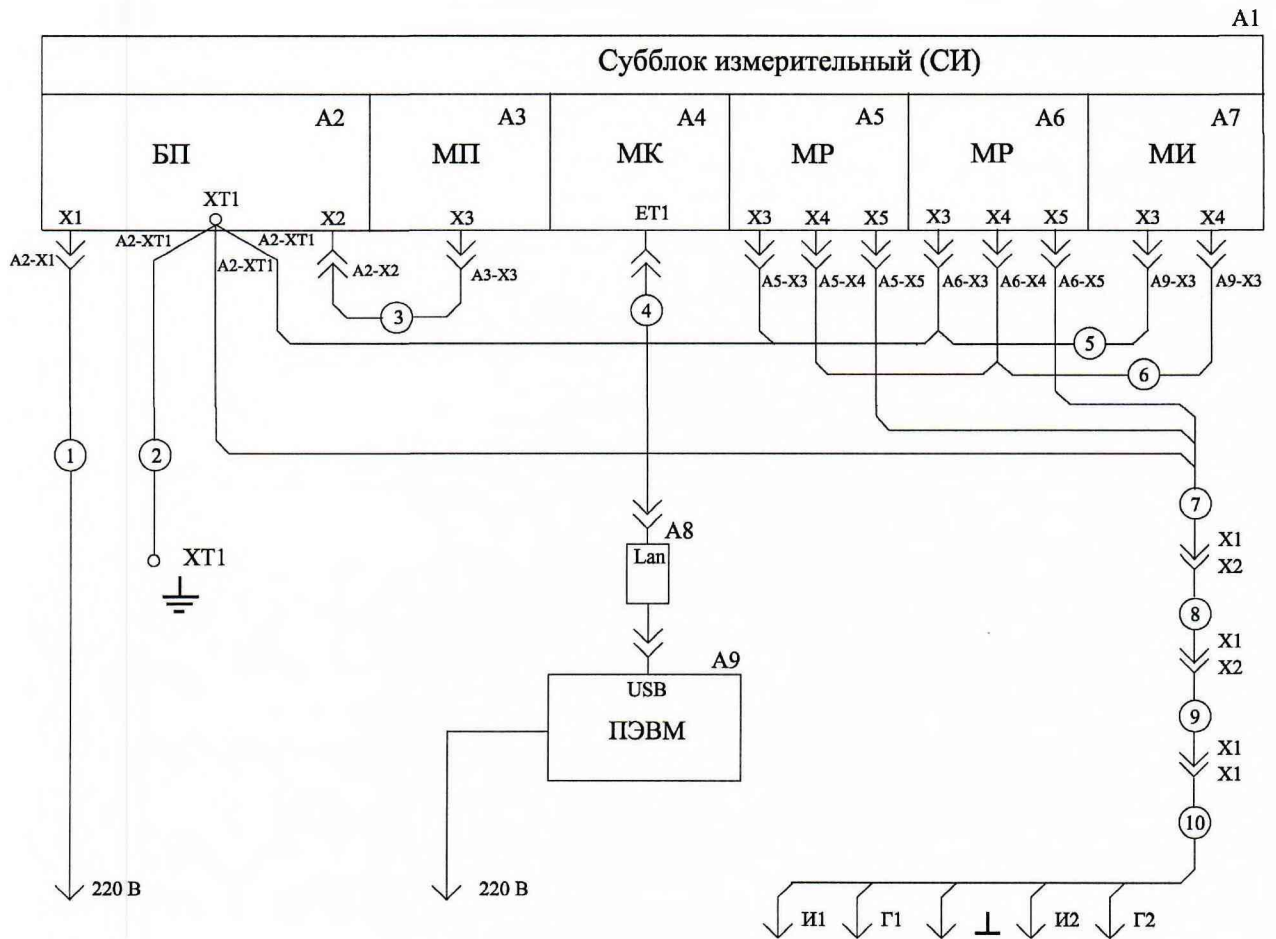 A1
Субблок измерительный (СИ)
A2 A3 A4 A5 A6 A7
БП МП МК МР МР МИ
XT1
X1 X2 X3 ET1 X3 X4 X5 X3 X4 X5 X3 X4
A2-X1 A2-XT1 A2-XT1 A2-XT1 A2-X2 A3-X3 A5-X3 A5-X4 A5-X5 A6-X3 A6-X4 A6-X5 A9-X3 A9-X3
3 4
5
6
1 2
7
XT1
A8
Lan
X1
X2
8
X1
X2
A9
USB
ПЭВМ
9
X1
X1
10
220 В 220 В
И1 Г1 И2 Г2